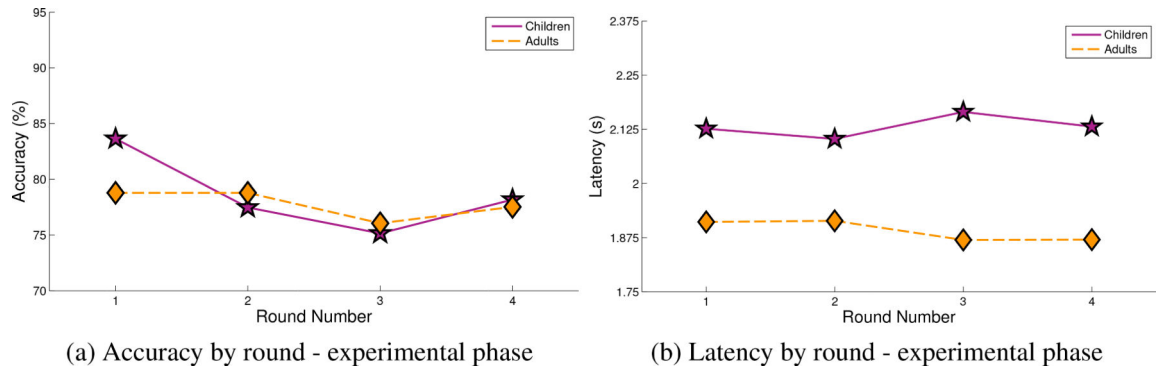 95
90
85
80
75
70
Accuracy (%)
1 2 3 4
Round Number
Children
Adults
(a) Accuracy by round - experimental phase
2.375
2.25
2.125
2
1.875
1.75
Latency (s)
1 2 3 4
Round Number
Children
Adults
(b) Latency by round - experimental phase